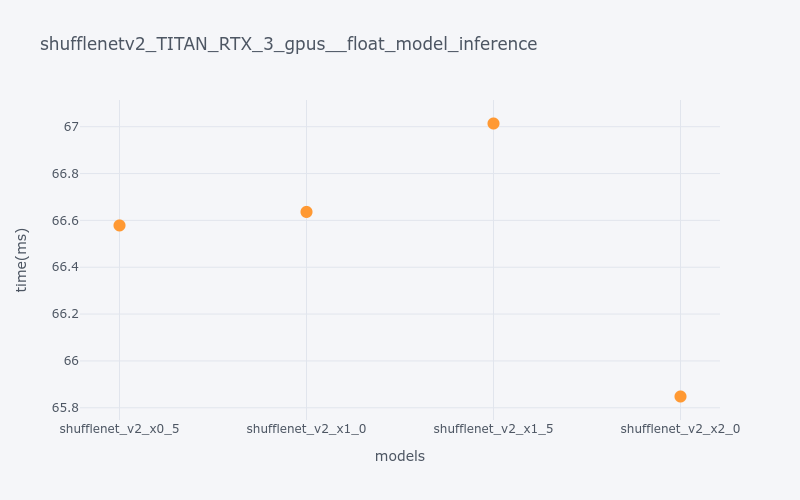 shufflenetv2_TITAN_RTX_3_gpus__float_model_inference
67
66.8
66.6
66.4
66.2
66
65.8
time(ms)
shufflenet_v2_x0_5 shufflenet_v2_x1_0 shufflenet_v2_x1_5 shufflenet_v2_x2_0
models